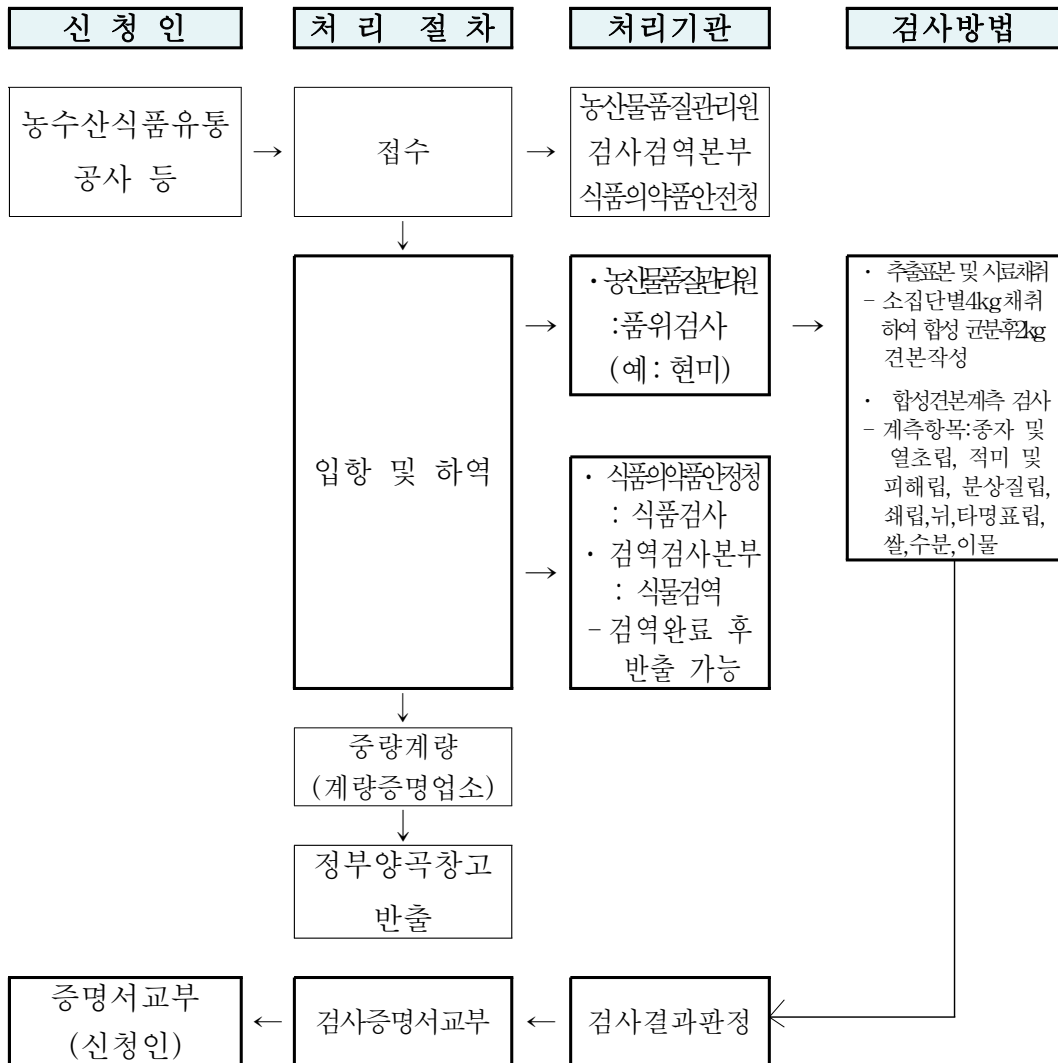 신 청 인
처 리 절 차
처리기관
검사방법
농수산식품유통
공사 등
→
접수
→
농산물품질관리원
검사검역본부
식품의약품안전청
↓
입항 및 하역
→
· 농산물품질관리원
:품위검사
(예: 현미)
→
· 추출표본 및 시료채취
- 소집단별4kg채취
하여 합성 균분후2kg
견본작성
· 합성견본계측 검사
- 계측항목:종자 및
열초립, 적미 및
피해립, 분상질립,
쇄립,뉘,타명표립,
쌀,수분,이물
→
· 식품의약품안정청
: 식품검사
· 검역검사본부
: 식물검역
- 검역완료 후
반출 가능
↓
중량계량
(계량증명업소)
↓
정부양곡창고
반출
증명서교부
(신청인)
←
검사증명서교부
←
검사결과판정